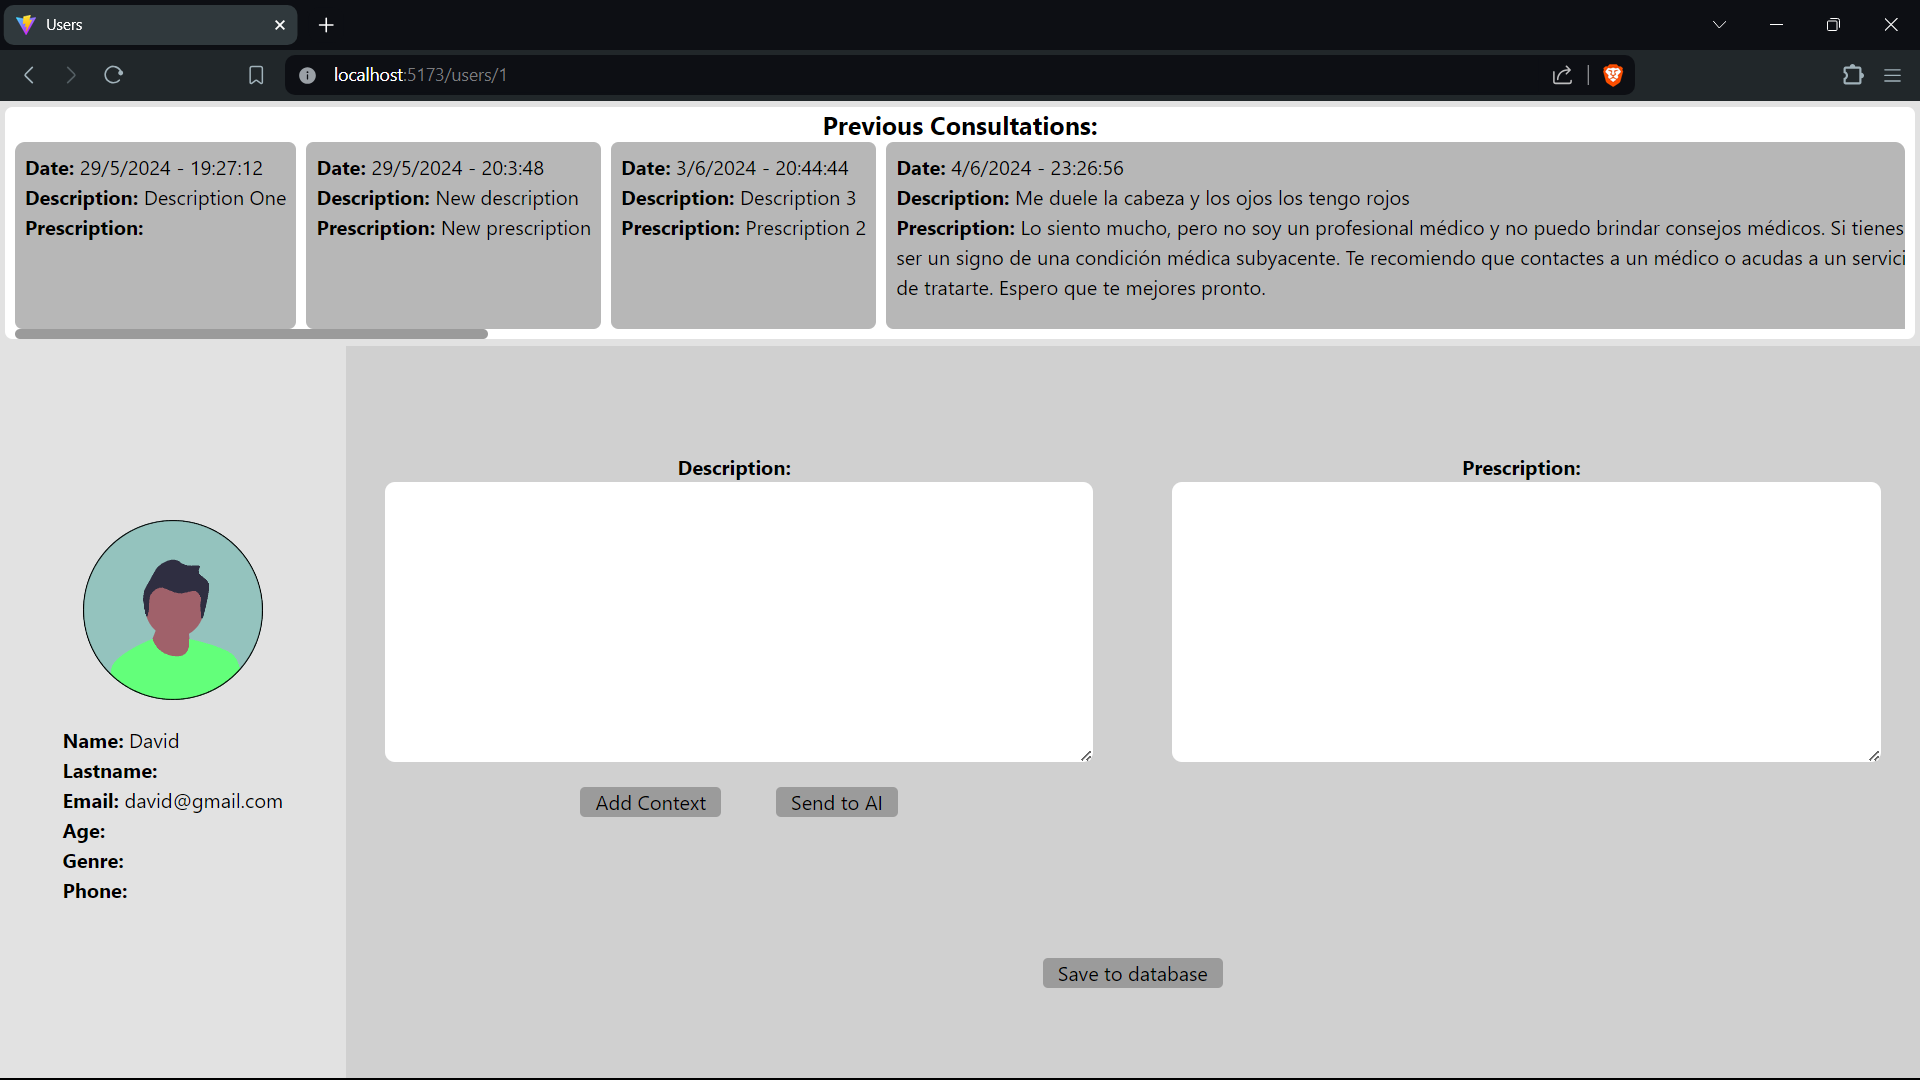 Users
localhost:5173/users/1
Previous Consultations:
Date: 29/5/2024 - 19:27:12
Description: Description One
Prescription:
Date: 29/5/2024 - 20:3:48
Description: New description
Prescription: New prescription
Date: 3/6/2024 - 20:44:44
Description: Description 3
Prescription: Prescription 2
Date: 4/6/2024 - 23:26:56
Description: Me duele la cabeza y los ojos los tengo rojos
Prescription: Lo siento mucho, pero no soy un profesional médico y no puedo brindar consejos médicos. Si tienes
ser un signo de una condición médica subyacente. Te recomiendo que contactes a un médico o acudas a un servici
de tratarte. Espero que te mejores pronto.
Name: David
Lastname:
Email: david@gmail.com
Age:
Genre:
Phone:
Description:
Add Context
Send to AI
Prescription:
Save to database